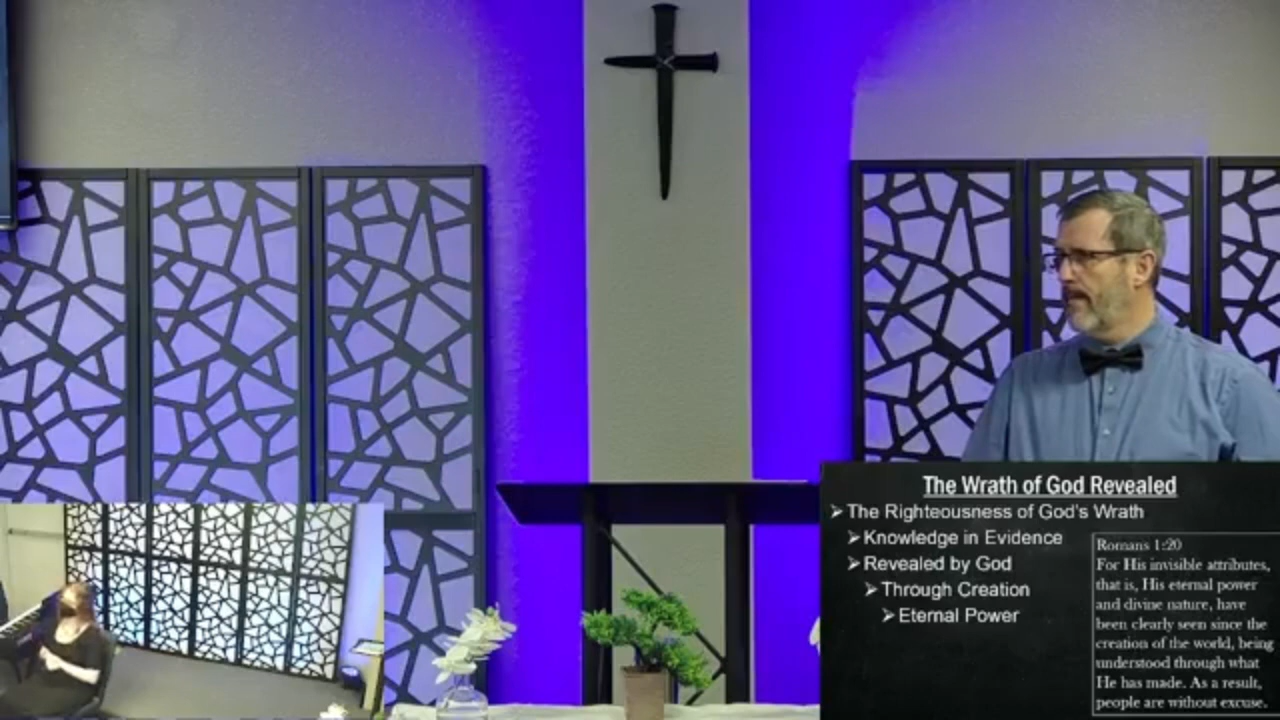 The Wrath of God Revealed
The Righteousness of God's Wrath
Knowledge in Evidence
Revealed by God
Through Creation
Eternal Power
Romans 1:20
For His invisible attributes,
that is, His eternal power
and divine nature, have
been clearly seen since the
creation of the world, being
understood through what
He has made. As a result,
people are without excuse.